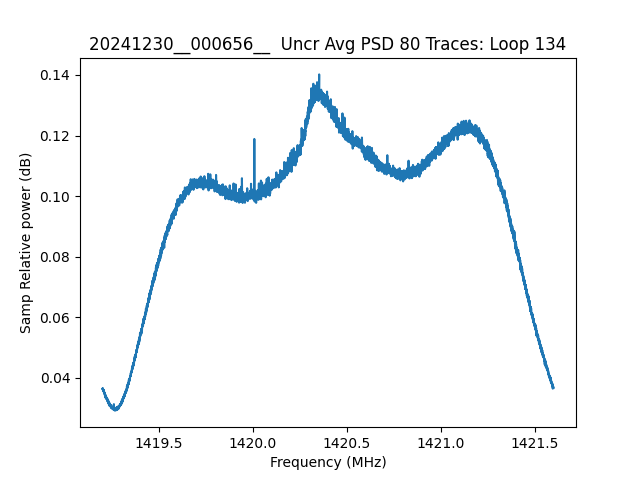 20241230__000656__  Uncr Avg PSD 80 Traces: Loop 134
0.14
0.12
0.10
0.08
0.06
0.04
Samp Relative power (dB)
1419.5 1420.0 1420.5 1421.0 1421.5
Frequency (MHz)